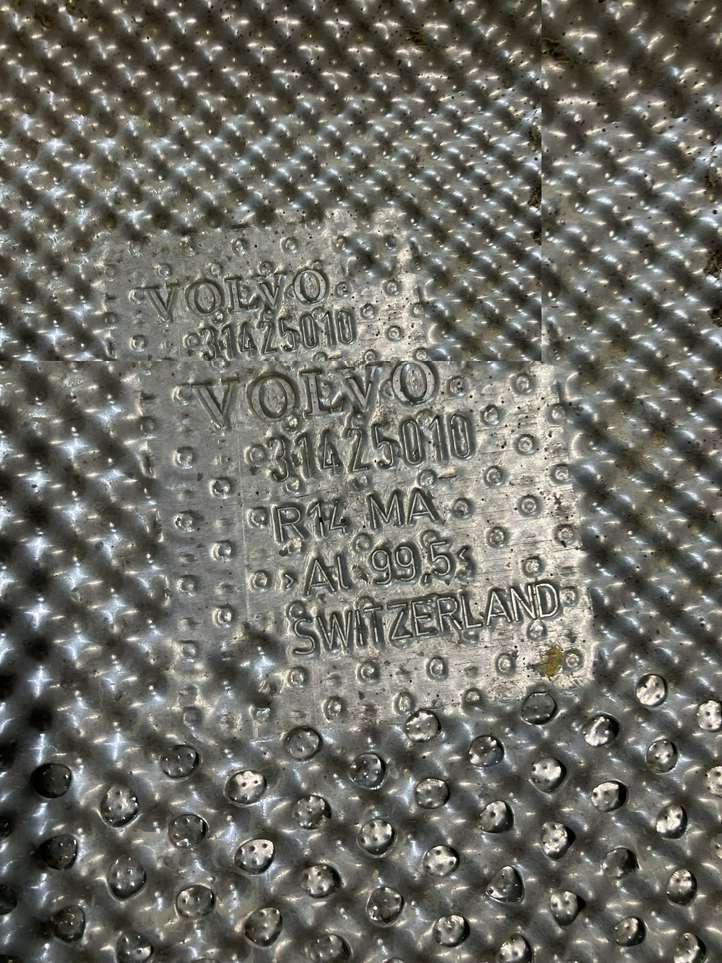 VOLVO
31425010
VOLVO
31425010
R14 MA
>Al 99,5<
SWITZERLAND